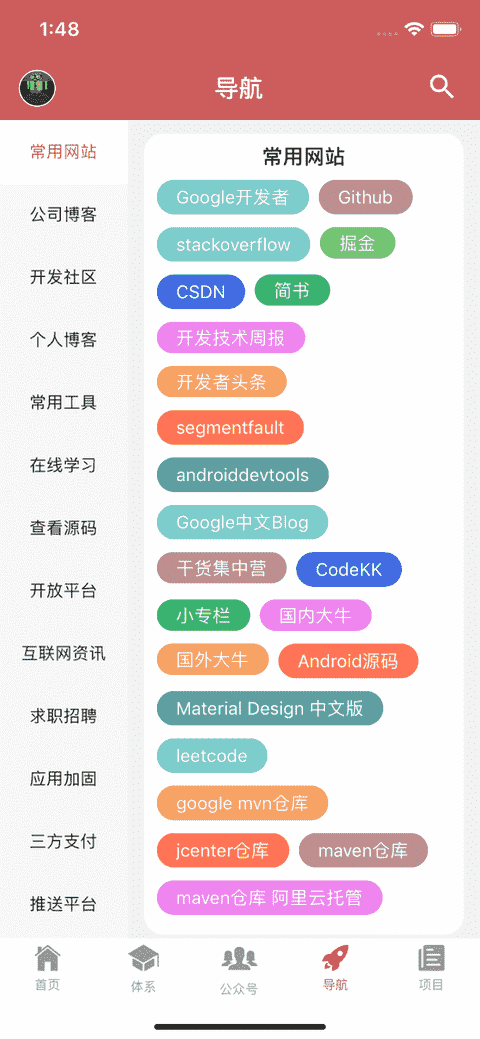 1:48
导航
常用网站
公司博客
开发社区
个人博客
常用工具
在线学习
查看源码
开放平台
互联网资讯
求职招聘
应用加固
三方支付
推送平台
常用网站
Google开发者 Github
stackoverflow 掘金
CSDN 简书
开发技术周报
开发者头条
segmentfault
androiddevtools
Google中文Blog
干货集中营 CodeKK
小专栏 国内大牛
国外大牛 Android源码
Material Design 中文版
leetcode
google mvn仓库
jcenter仓库 maven仓库
maven仓库 阿里云托管
首页 体系 公众号 导航 项目